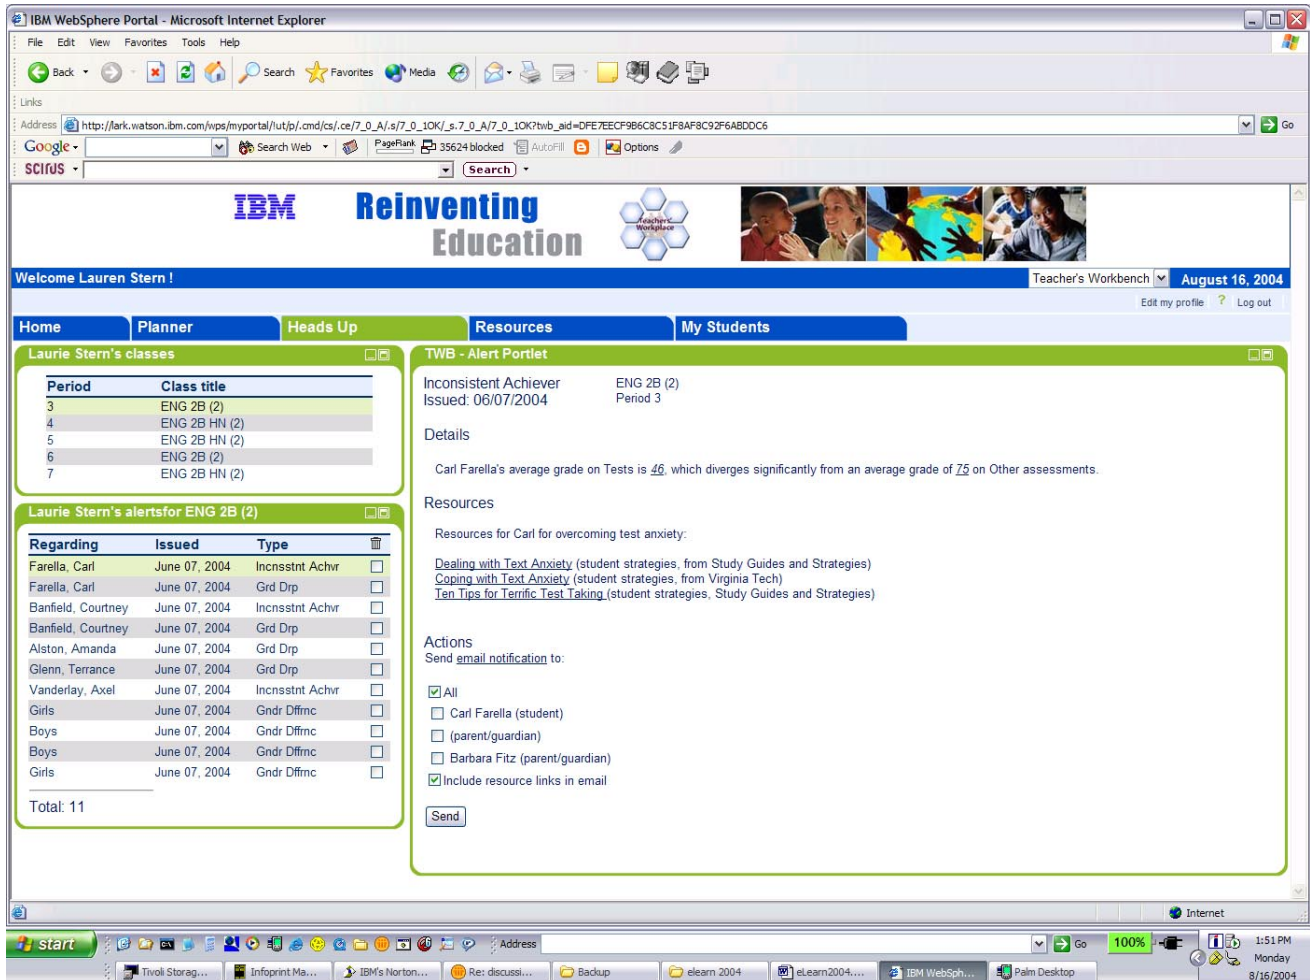 IBM WebSphere Portal - Microsoft Internet Explorer
File Edit View Favorites Tools Help
Back Search Favorites Media
Links
Address http://lark.watson.ibm.com/wps/myportal/!ut/p/.cmd/cs/.ce/7_0_A/.s/7_0_1OK/_s.7_0_A/7_0_1OK?twb_aid=DFE7EECF9B6C8C51F8AF8C92F6ABDDC6 Go
Google Search Web PageRank 35624 blocked AutoFill Options
SCIRUS Search
IBM Reinventing Education Teachers' Workplace
Welcome Lauren Stern ! Teacher's Workbench August 16, 2004
Edit my profile ? Log out
Home Planner Heads Up Resources My Students
Laurie Stern's classes
Period Class title
3 ENG 2B (2)
4 ENG 2B HN (2)
5 ENG 2B HN (2)
6 ENG 2B (2)
7 ENG 2B HN (2)
Laurie Stern's alertsfor ENG 2B (2)
Regarding Issued Type
Farella, Carl June 07, 2004 Incnsstnt Achvr
Farella, Carl June 07, 2004 Grd Drp
Banfield, Courtney June 07, 2004 Incnsstnt Achvr
Banfield, Courtney June 07, 2004 Grd Drp
Alston, Amanda June 07, 2004 Grd Drp
Glenn, Terrance June 07, 2004 Grd Drp
Vanderlay, Axel June 07, 2004 Incnsstnt Achvr
Girls June 07, 2004 Gndr Dffrnc
Boys June 07, 2004 Gndr Dffrnc
Boys June 07, 2004 Gndr Dffrnc
Girls June 07, 2004 Gndr Dffrnc
Total: 11
TWB - Alert Portlet
Inconsistent Achiever ENG 2B (2)
Issued: 06/07/2004 Period 3
Details
Carl Farella's average grade on Tests is 46, which diverges significantly from an average grade of 75 on Other assessments.
Resources
Resources for Carl for overcoming test anxiety:
Dealing with Text Anxiety (student strategies, from Study Guides and Strategies)
Coping with Text Anxiety (student strategies, from Virginia Tech)
Ten Tips for Terrific Test Taking (student strategies, Study Guides and Strategies)
Actions
Send email notification to:
All
Carl Farella (student)
(parent/guardian)
Barbara Fitz (parent/guardian)
Include resource links in email
Send
Internet
start Address Go 100% 1:51 PM
Monday
Tivoli Storag... Infoprint Ma... IBM's Norton... Re: discussi... Backup elearn 2004 eLearn2004.... IBM WebSph... Palm Desktop 8/16/2004